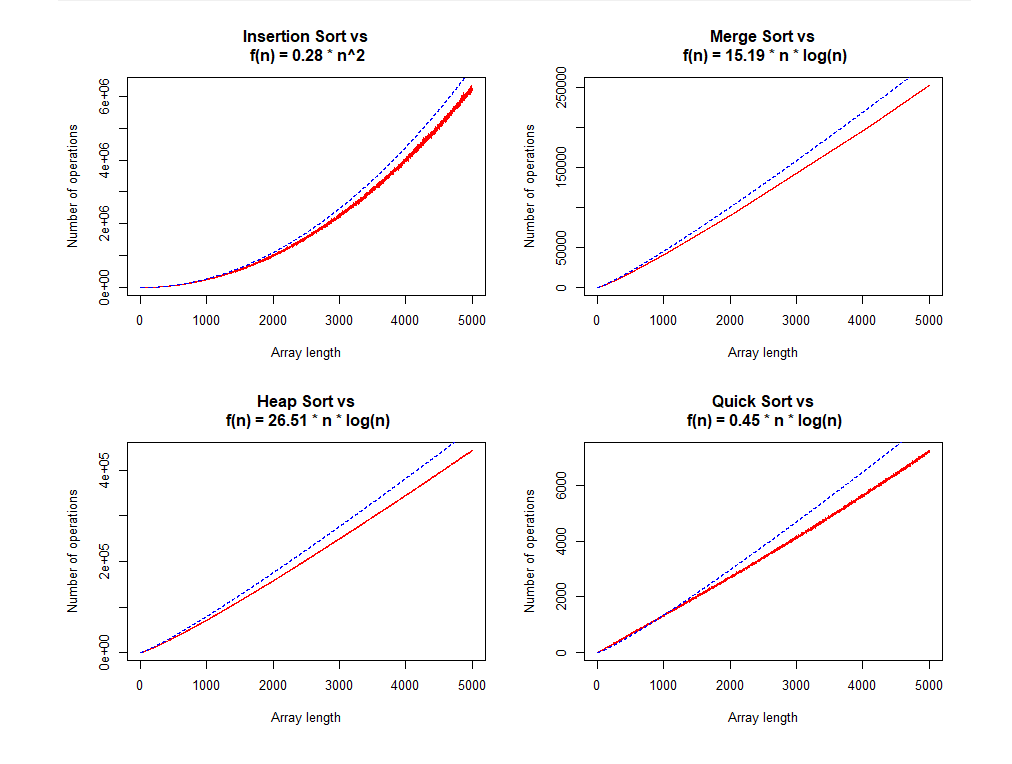 Insertion Sort vs
f(n) = 0.28 * n^2
Number of operations
0e+00 2e+06 4e+06 6e+06
0 1000 2000 3000 4000 5000
Array length
Merge Sort vs
f(n) = 15.19 * n * log(n)
Number of operations
0 50000 150000 250000
0 1000 2000 3000 4000 5000
Array length
Heap Sort vs
f(n) = 26.51 * n * log(n)
Number of operations
0e+00 2e+05 4e+05
0 1000 2000 3000 4000 5000
Array length
Quick Sort vs
f(n) = 0.45 * n * log(n)
Number of operations
0 2000 4000 6000
0 1000 2000 3000 4000 5000
Array length